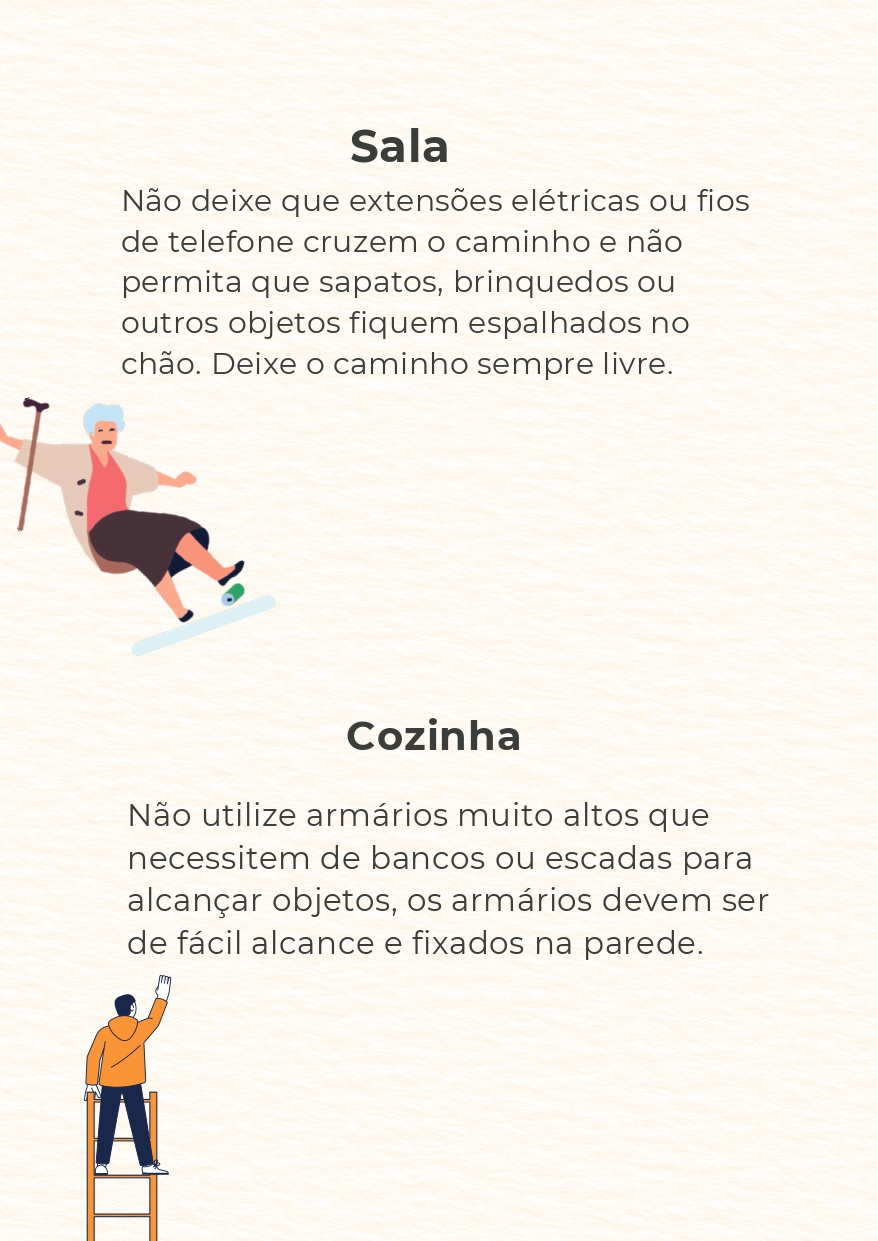 Sala
Não deixe que extensões elétricas ou fios
de telefone cruzem o caminho e não
permita que sapatos, brinquedos ou
outros objetos fiquem espalhados no
chão. Deixe o caminho sempre livre.
Cozinha
Não utilize armários muito altos que
necessitem de bancos ou escadas para
alcançar objetos, os armários devem ser
de fácil alcance e fixados na parede.